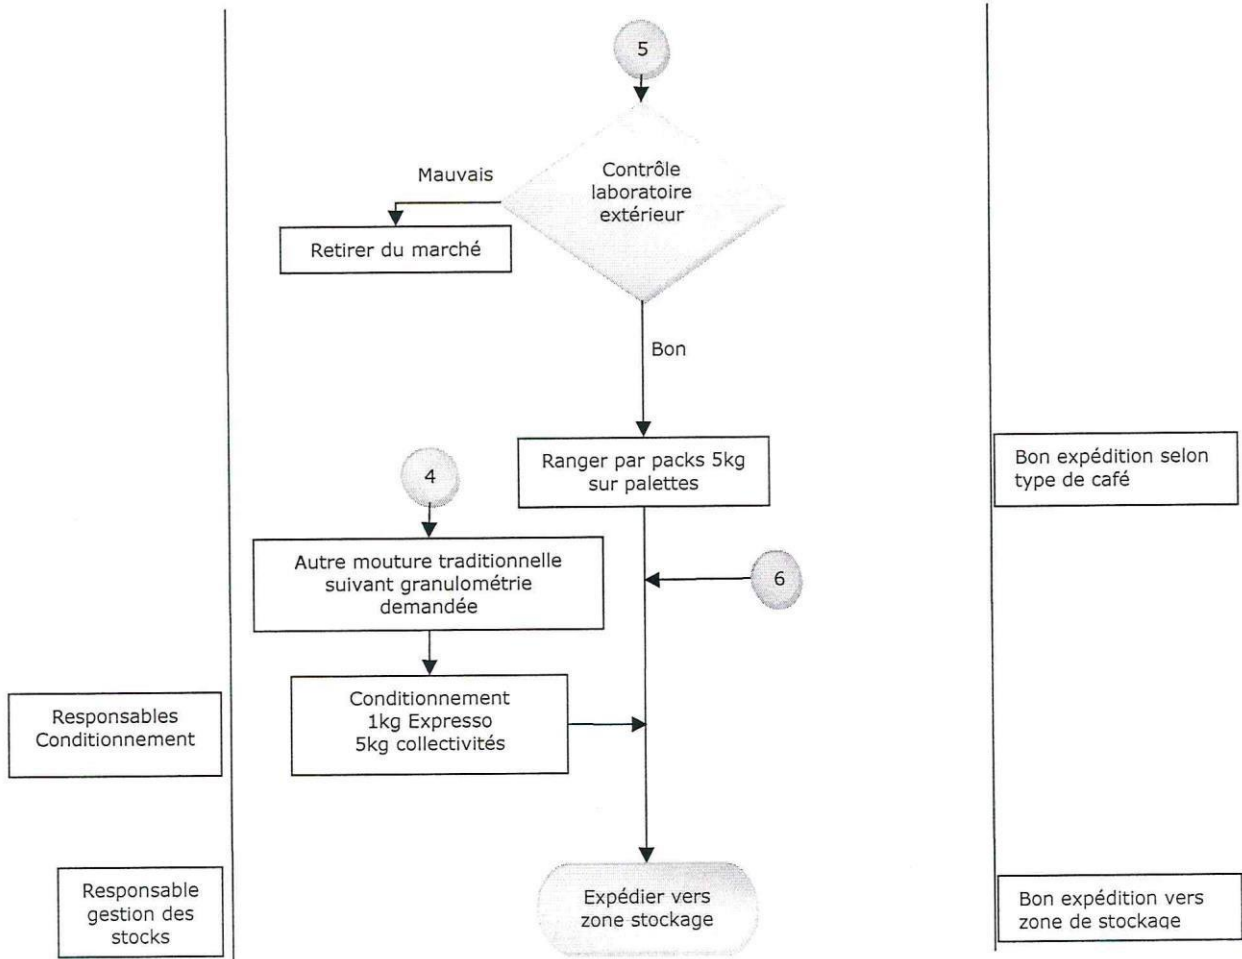 5
Contrôle
laboratoire
extérieur
Mauvais
Retirer du marché
Bon
Ranger par packs 5kg
sur palettes
Bon expédition selon
type de café
4
Autre mouture traditionnelle
suivant granulométrie
demandée
6
Conditionnement
1kg Expresso
5kg collectivités
Responsables
Conditionnement
Responsable
gestion des
stocks
Expédier vers
zone stockage
Bon expédition vers
zone de stockage